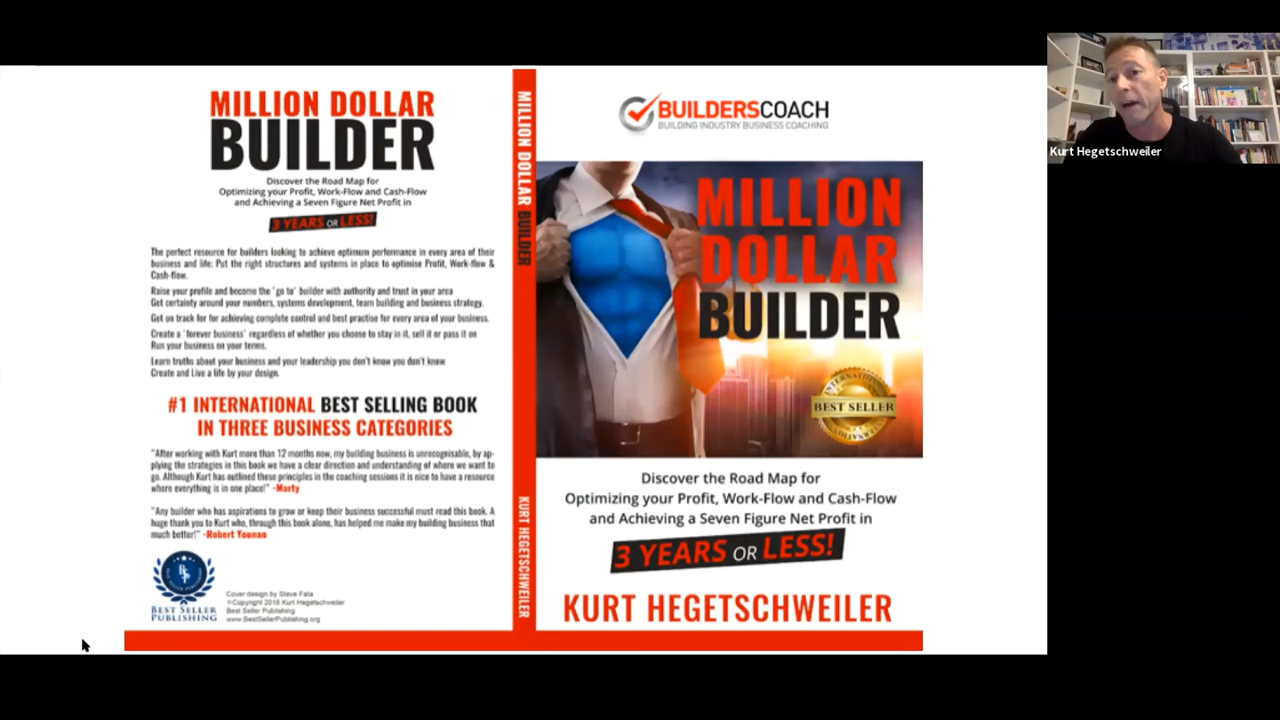 MILLION DOLLAR
BUILDER
Discover the Road Map for
Optimizing your Profit, Work-Flow and Cash-Flow
and Achieving a Seven Figure Net Profit in
3 YEARS OR LESS!
The perfect resource for builders looking to achieve optimum performance in every area of their
business and life: Put the right structures and systems in place to optimise Profit, Work-flow &
Cash-flow.
Raise your profile and become the 'go to' builder with authority and trust in your area
Get certainty around your numbers, systems development, team building and business strategy.
Get on track for for achieving complete control and best practise for every area of your business.
Create a 'forever business' regardless of whether you choose to stay in it, sell it or pass it on
Run your business on your terms.
Learn truths about your business and your leadership you don't know you don't know
Create and Live a life by your design.
#1 INTERNATIONAL BEST SELLING BOOK
IN THREE BUSINESS CATEGORIES
"After working with Kurt more than 12 months now, my building business is unrecognisable, by ap-
plying the strategies in this book we have a clear direction and understanding of where we want to
go. Although Kurt has outlined these principles in the coaching sessions it is nice to have a resource
where everything is in one place!" -Marty
"Any builder who has aspirations to grow or keep their business successful must read this book. A
huge thank you to Kurt who, through this book alone, has helped me make my building business that
much better!" -Robert Younan
BEST SELLER
PUBLISHING
Cover design by Steve Fata
©Copyright 2018 Kurt Hegetschweiler
Best Seller Publishing
www.BestSellerPublishing.org
MILLION DOLLAR BUILDER
KURT HEGETSCHWEILER
BUILDERSCOACH
BUILDING INDUSTRY BUSINESS COACHING
MILLION
DOLLAR
BUILDER
INTERNATIONAL
BEST SELLER
INTERNATIONAL
Discover the Road Map for
Optimizing your Profit, Work-Flow and Cash-Flow
and Achieving a Seven Figure Net Profit in
3 YEARS OR LESS!
KURT HEGETSCHWEILER
Kurt Hegetschweiler